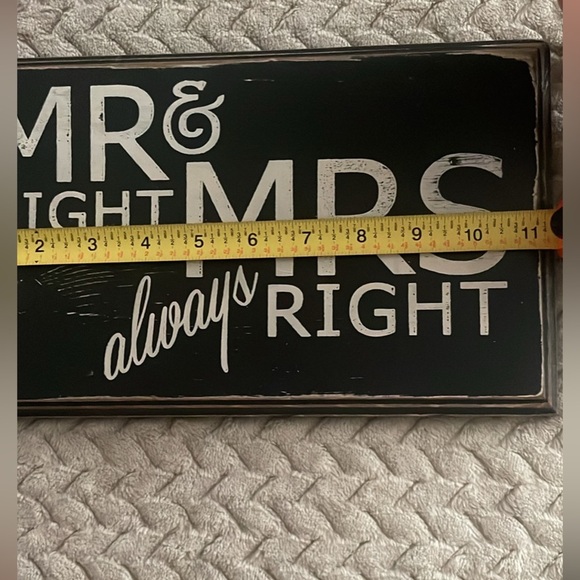 MR &
IGHT MRS
2 3 4 5 6 7 8 9 10 11
always RIGHT